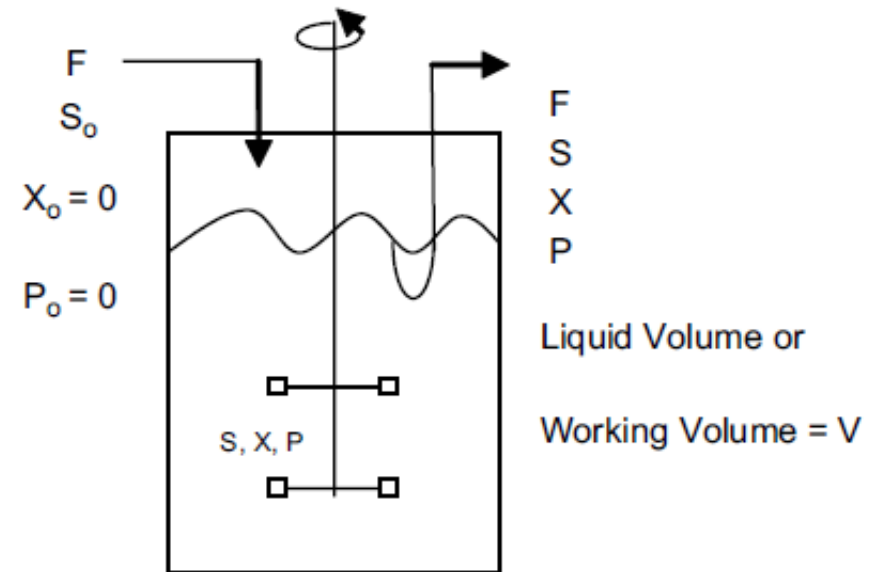 F
Sₒ
Xₒ = 0
Pₒ = 0
S, X, P
F
S
X
P
Liquid Volume or
Working Volume = V